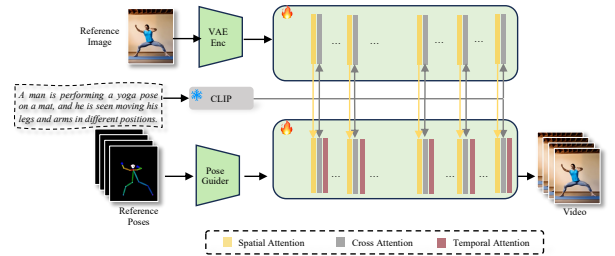 Reference
Image
VAE
Enc
...
...
...
...
A man is performing a yoga pose
on a mat, and he is seen moving his
legs and arms in different positions.
CLIP
Pose
Guider
...
...
...
...
Reference
Poses
Video
Spatial Attention
Cross Attention
Temporal Attention